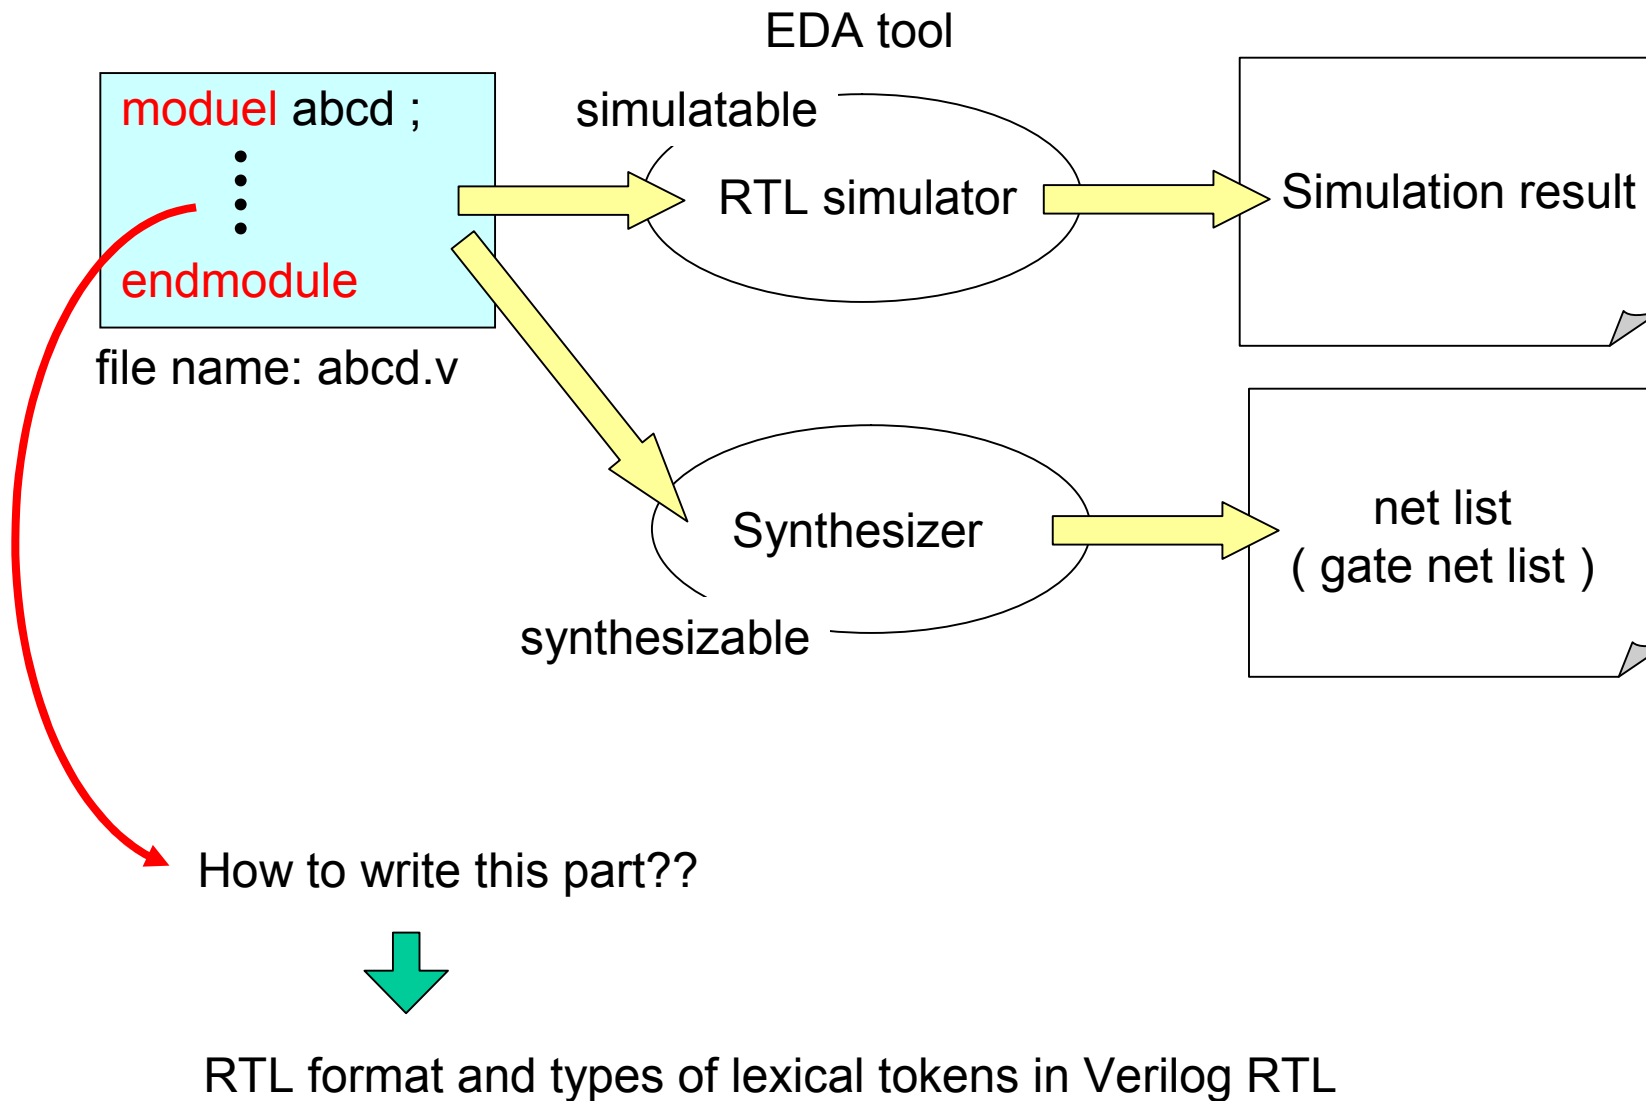 EDA tool
moduel abcd ;
endmodule
file name: abcd.v
simulatable
RTL simulator
Simulation result
Synthesizer
synthesizable
net list
( gate net list )
How to write this part??
RTL format and types of lexical tokens in Verilog RTL